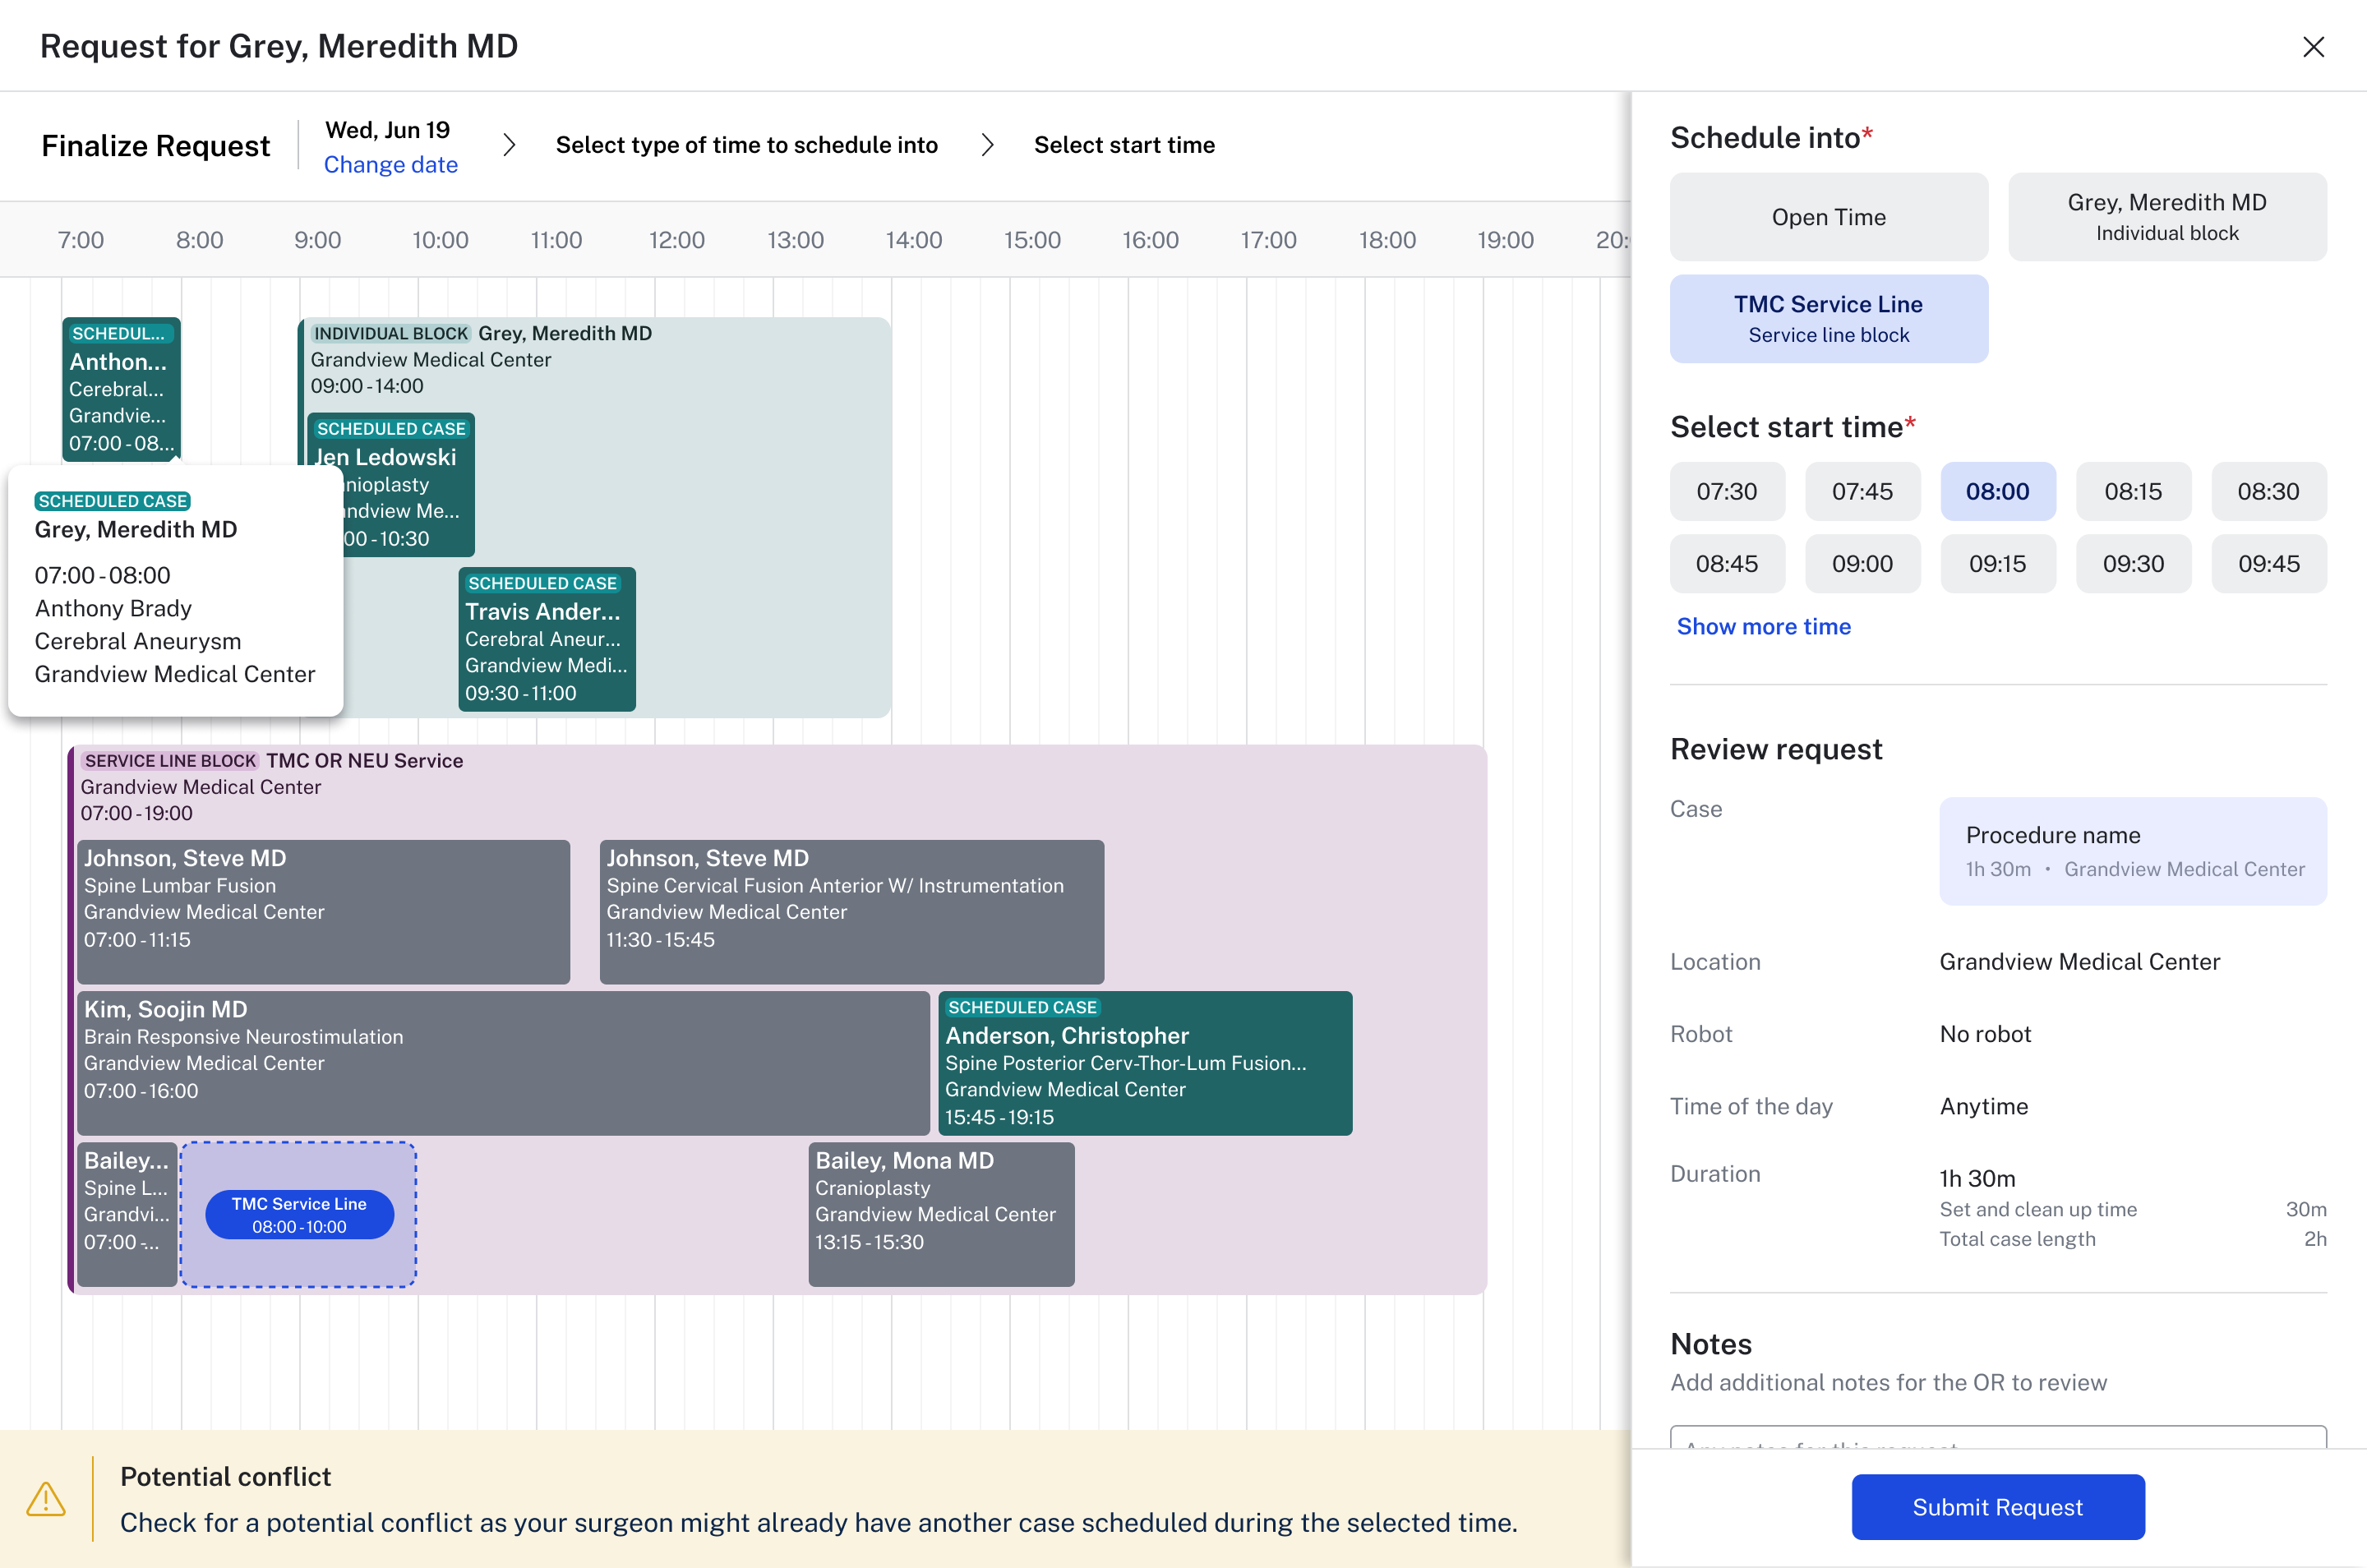 Request for Grey, Meredith MD
Finalize Request
Wed, Jun 19
Change date
Select type of time to schedule into
Select start time
7:00 8:00 9:00 10:00 11:00 12:00 13:00 14:00 15:00 16:00 17:00 18:00 19:00 20:
SCHEDUL...
Anthon...
Cerebral...
Grandvie...
07:00 - 08...
INDIVIDUAL BLOCK Grey, Meredith MD
Grandview Medical Center
09:00 - 14:00
SCHEDULED CASE
Jen Ledowski
nioplasty
ndview Me...
00 - 10:30
SCHEDULED CASE
Travis Ander...
Cerebral Aneur...
Grandview Medi...
09:30 - 11:00
SCHEDULED CASE
Grey, Meredith MD
07:00 - 08:00
Anthony Brady
Cerebral Aneurysm
Grandview Medical Center
SERVICE LINE BLOCK TMC OR NEU Service
Grandview Medical Center
07:00 - 19:00
Johnson, Steve MD
Spine Lumbar Fusion
Grandview Medical Center
07:00 - 11:15
Johnson, Steve MD
Spine Cervical Fusion Anterior W/ Instrumentation
Grandview Medical Center
11:30 - 15:45
Kim, Soojin MD
Brain Responsive Neurostimulation
Grandview Medical Center
07:00 - 16:00
SCHEDULED CASE
Anderson, Christopher
Spine Posterior Cerv-Thor-Lum Fusion...
Grandview Medical Center
15:45 - 19:15
Bailey...
Spine L...
Grandvi...
07:00 -...
TMC Service Line
08:00 - 10:00
Bailey, Mona MD
Cranioplasty
Grandview Medical Center
13:15 - 15:30
Potential conflict
Check for a potential conflict as your surgeon might already have another case scheduled during the selected time.
Schedule into*
Open Time
Grey, Meredith MD
Individual block
TMC Service Line
Service line block
Select start time*
07:30 07:45 08:00 08:15 08:30
08:45 09:00 09:15 09:30 09:45
Show more time
Review request
Case
Procedure name
1h 30m • Grandview Medical Center
Location Grandview Medical Center
Robot No robot
Time of the day Anytime
Duration 1h 30m
Set and clean up time 30m
Total case length 2h
Notes
Add additional notes for the OR to review
Any notes for this request
Submit Request